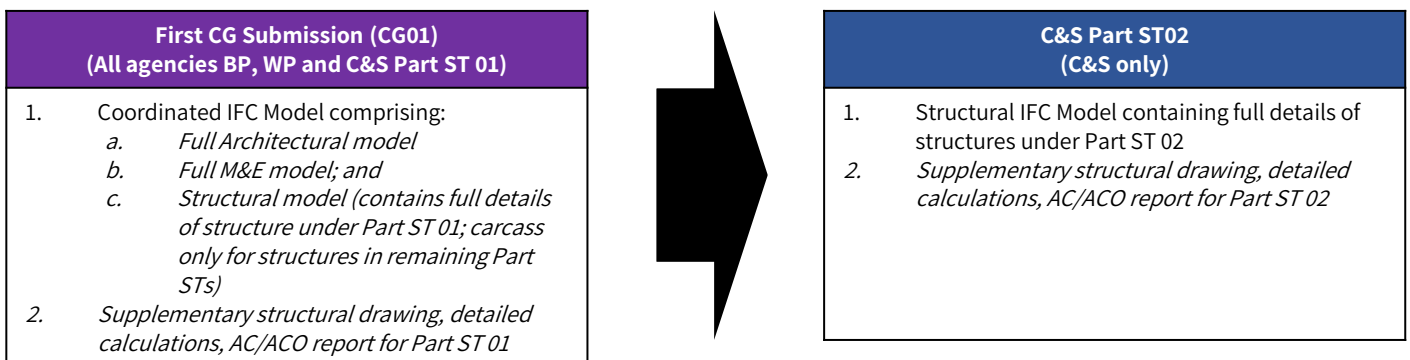 First CG Submission (CG01)
(All agencies BP, WP and C&S Part ST 01)
1. Coordinated IFC Model comprising:
a. Full Architectural model
b. Full M&E model; and
c. Structural model (contains full details
of structure under Part ST 01; carcass
only for structures in remaining Part
STs)
2. Supplementary structural drawing, detailed
calculations, AC/ACO report for Part ST 01
C&S Part ST02
(C&S only)
1. Structural IFC Model containing full details of
structures under Part ST 02
2. Supplementary structural drawing, detailed
calculations, AC/ACO report for Part ST 02